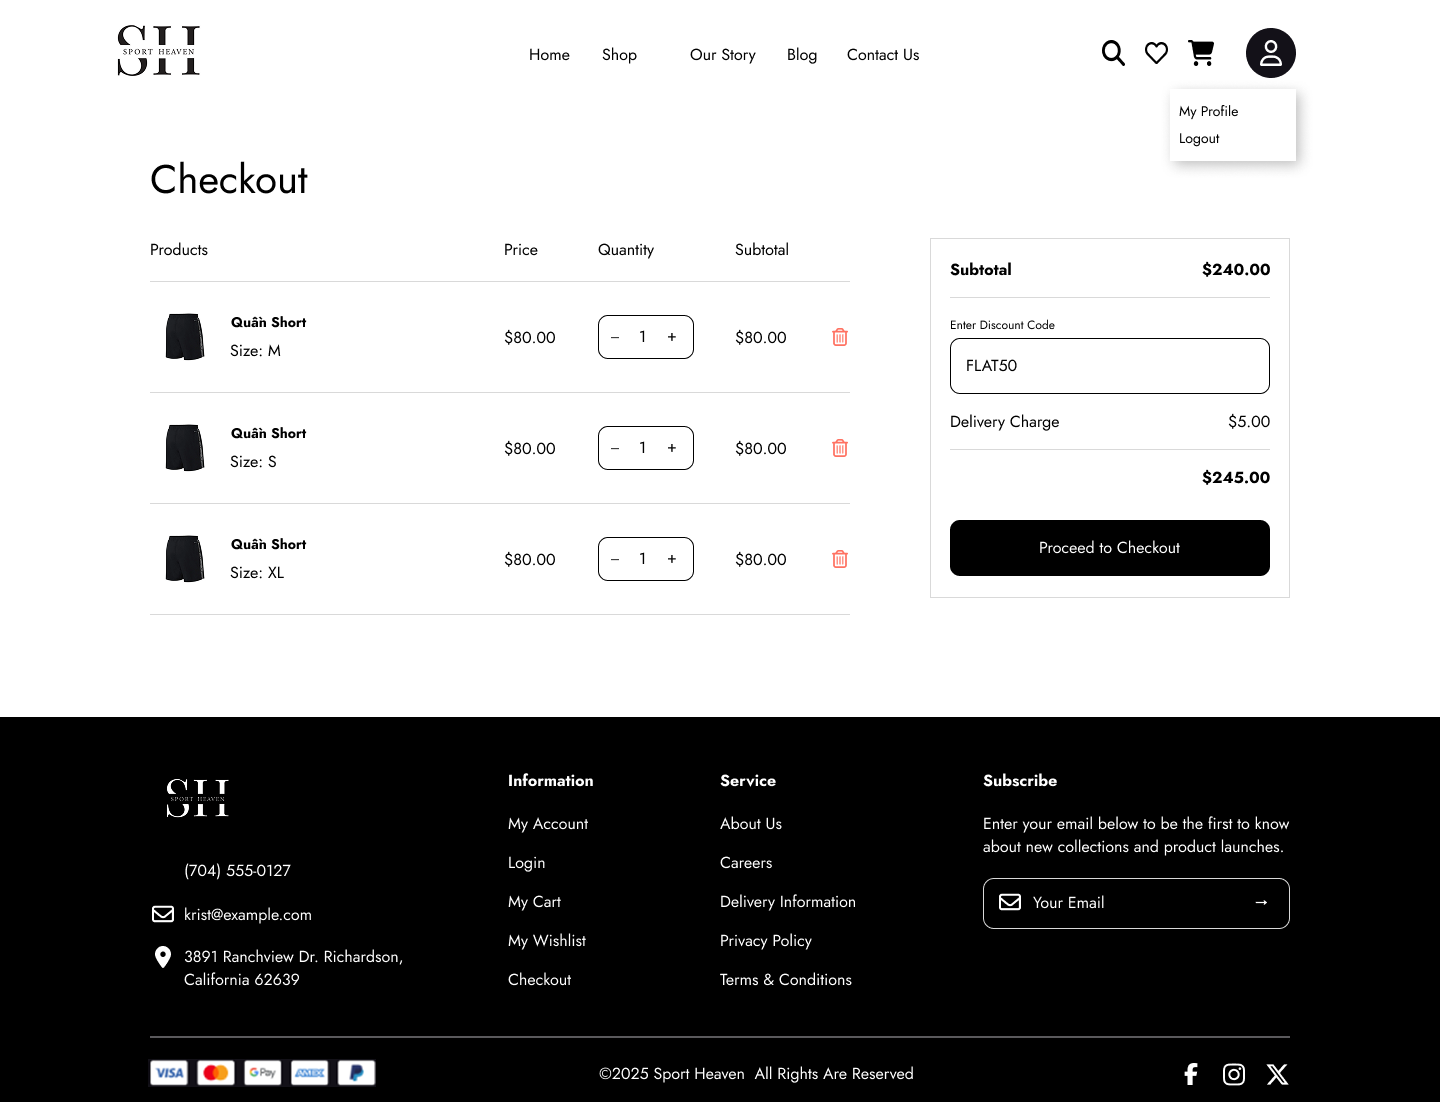 SH
SPORT HEAVEN
Home Shop Our Story Blog Contact Us
My Profile
Logout
Checkout
Products Price Quantity Subtotal
Quần Short
Size: M
$80.00 – 1 + $80.00
Quần Short
Size: S
$80.00 – 1 + $80.00
Quần Short
Size: XL
$80.00 – 1 + $80.00
Subtotal $240.00
Enter Discount Code
FLAT50
Delivery Charge $5.00
$245.00
Proceed to Checkout
SH
SPORT HEAVEN
(704) 555-0127
krist@example.com
3891 Ranchview Dr. Richardson,
California 62639
Information
My Account
Login
My Cart
My Wishlist
Checkout
Service
About Us
Careers
Delivery Information
Privacy Policy
Terms & Conditions
Subscribe
Enter your email below to be the first to know
about new collections and product launches.
Your Email →
VISA G Pay AMEX
©2025 Sport Heaven All Rights Are Reserved